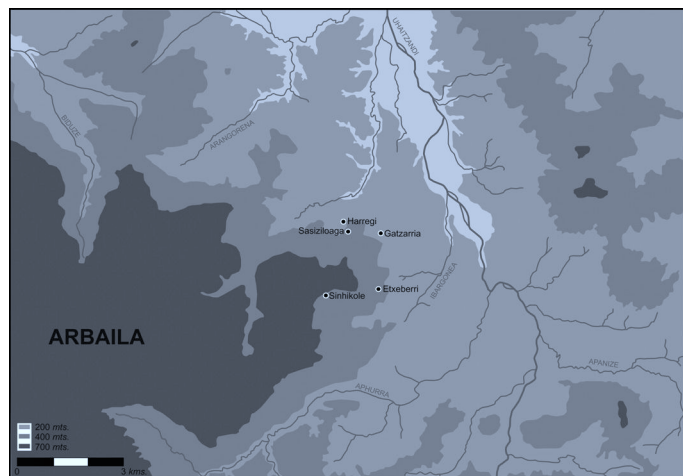 UHAITZANDI
BIDUZE
ARANGORENA
Harregi
Sasiziloaga
Gatzarria
IBARGONEA
Etxeberri
Sinhikole
ARBAILA
APHURRA
APANIZE
200 mts.
400 mts.
700 mts.
0 3 kms.